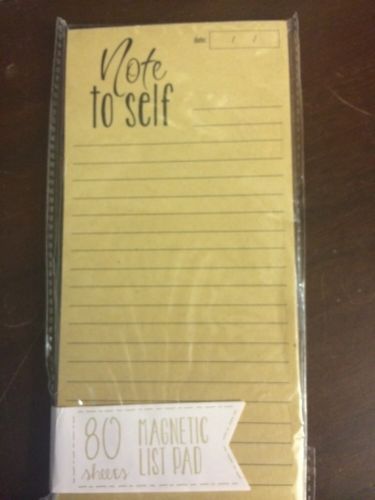 Note
to self
date: / /
80
sheets
MAGNETIC
LIST PAD